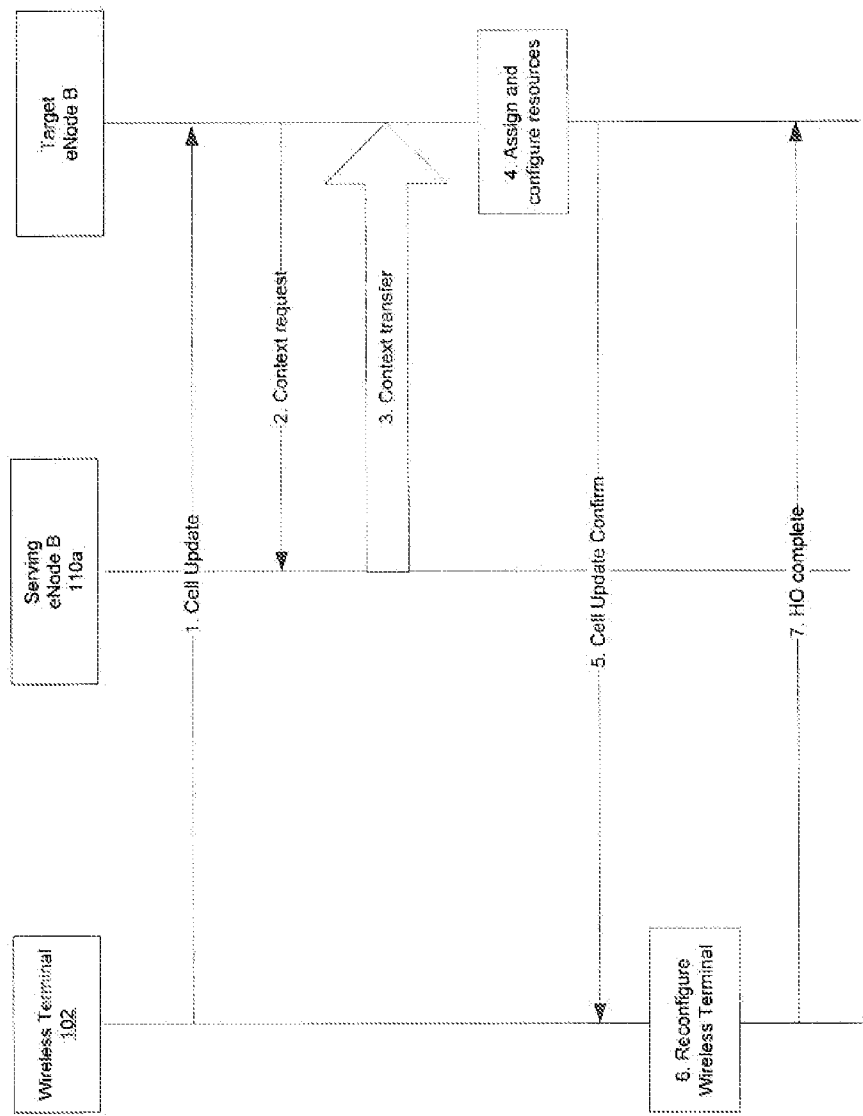 Wireless Terminal
102
Serving
eNode B
110a
Target
eNode B
1. Cell Update
2. Context request
3. Context transfer
4. Assign and
configure resources
5. Cell Update Confirm
6. Reconfigure
Wireless Terminal
7. HO complete